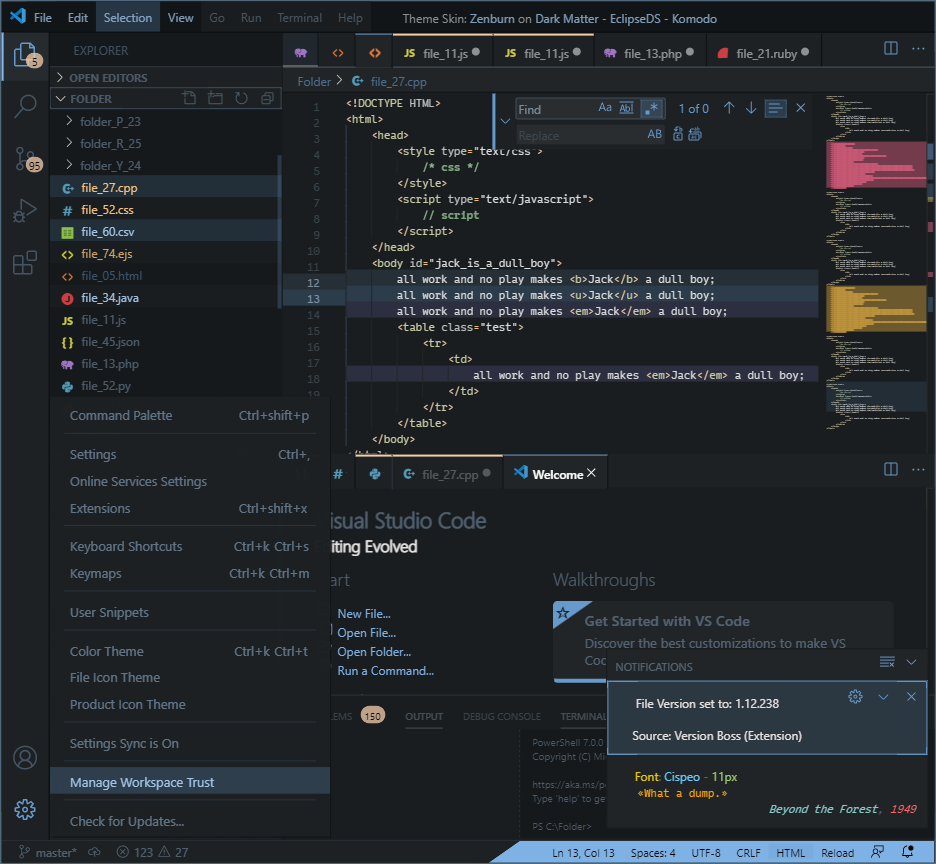 File Edit Selection View Go Run Terminal Help Theme Skin: Zenburn on Dark Matter - EclipseDS - Komodo
5
EXPLORER
JS file_11.js JS file_11.js file_13.php file_21.ruby
OPEN EDITORS
FOLDER
folder_P_23
folder_R_25
folder_Y_24
file_27.cpp
# file_52.css
file_60.csv
file_74.ejs
file_05.html
file_34.java
JS file_11.js
{} file_45.json
file_13.php
file_52.py
95
Folder > file_27.cpp
Find Aa Abl .* 1 of 0
Replace AB
1 <!DOCTYPE HTML>
2 <html>
3 <head>
4 <style type="text/css">
5 /* css */
6 </style>
7 <script type="text/javascript">
8 // script
9 </script>
10 </head>
11 <body id="jack_is_a_dull_boy">
12 all work and no play makes <b>Jack</b> a dull boy;
13 all work and no play makes <u>Jack</u> a dull boy;
14 all work and no play makes <em>Jack</em> a dull boy;
15 <table class="test">
16 <tr>
17 <td>
18 all work and no play makes <em>Jack</em> a dull boy;
19 </td>
</tr>
</table>
</body>
Command Palette Ctrl+shift+p
Settings Ctrl+,
Online Services Settings
Extensions Ctrl+shift+x
Keyboard Shortcuts Ctrl+k Ctrl+s
Keymaps Ctrl+k Ctrl+m
User Snippets
Color Theme Ctrl+k Ctrl+t
File Icon Theme
Product Icon Theme
Settings Sync is On
Manage Workspace Trust
Check for Updates...
# file_27.cpp Welcome
isual Studio Code
iting Evolved
art
New File...
Open File...
Open Folder...
Run a Command...
Walkthroughs
Get Started with VS Code
Discover the best customizations to make VS
Coc
NOTIFICATIONS
File Version set to: 1.12.238
Source: Version Boss (Extension)
Font: Cispeo - 11px
«What a dump.»
Beyond the Forest, 1949
LEMS 150 OUTPUT DEBUG CONSOLE TERMINAL
PowerShell 7.0.0
Copyright (C) Mi
https://aka.ms/p
Type 'help' to ge
PS C:\Folder>
master* 123 27 Ln 13, Col 13 Spaces: 4 UTF-8 CRLF HTML Reload